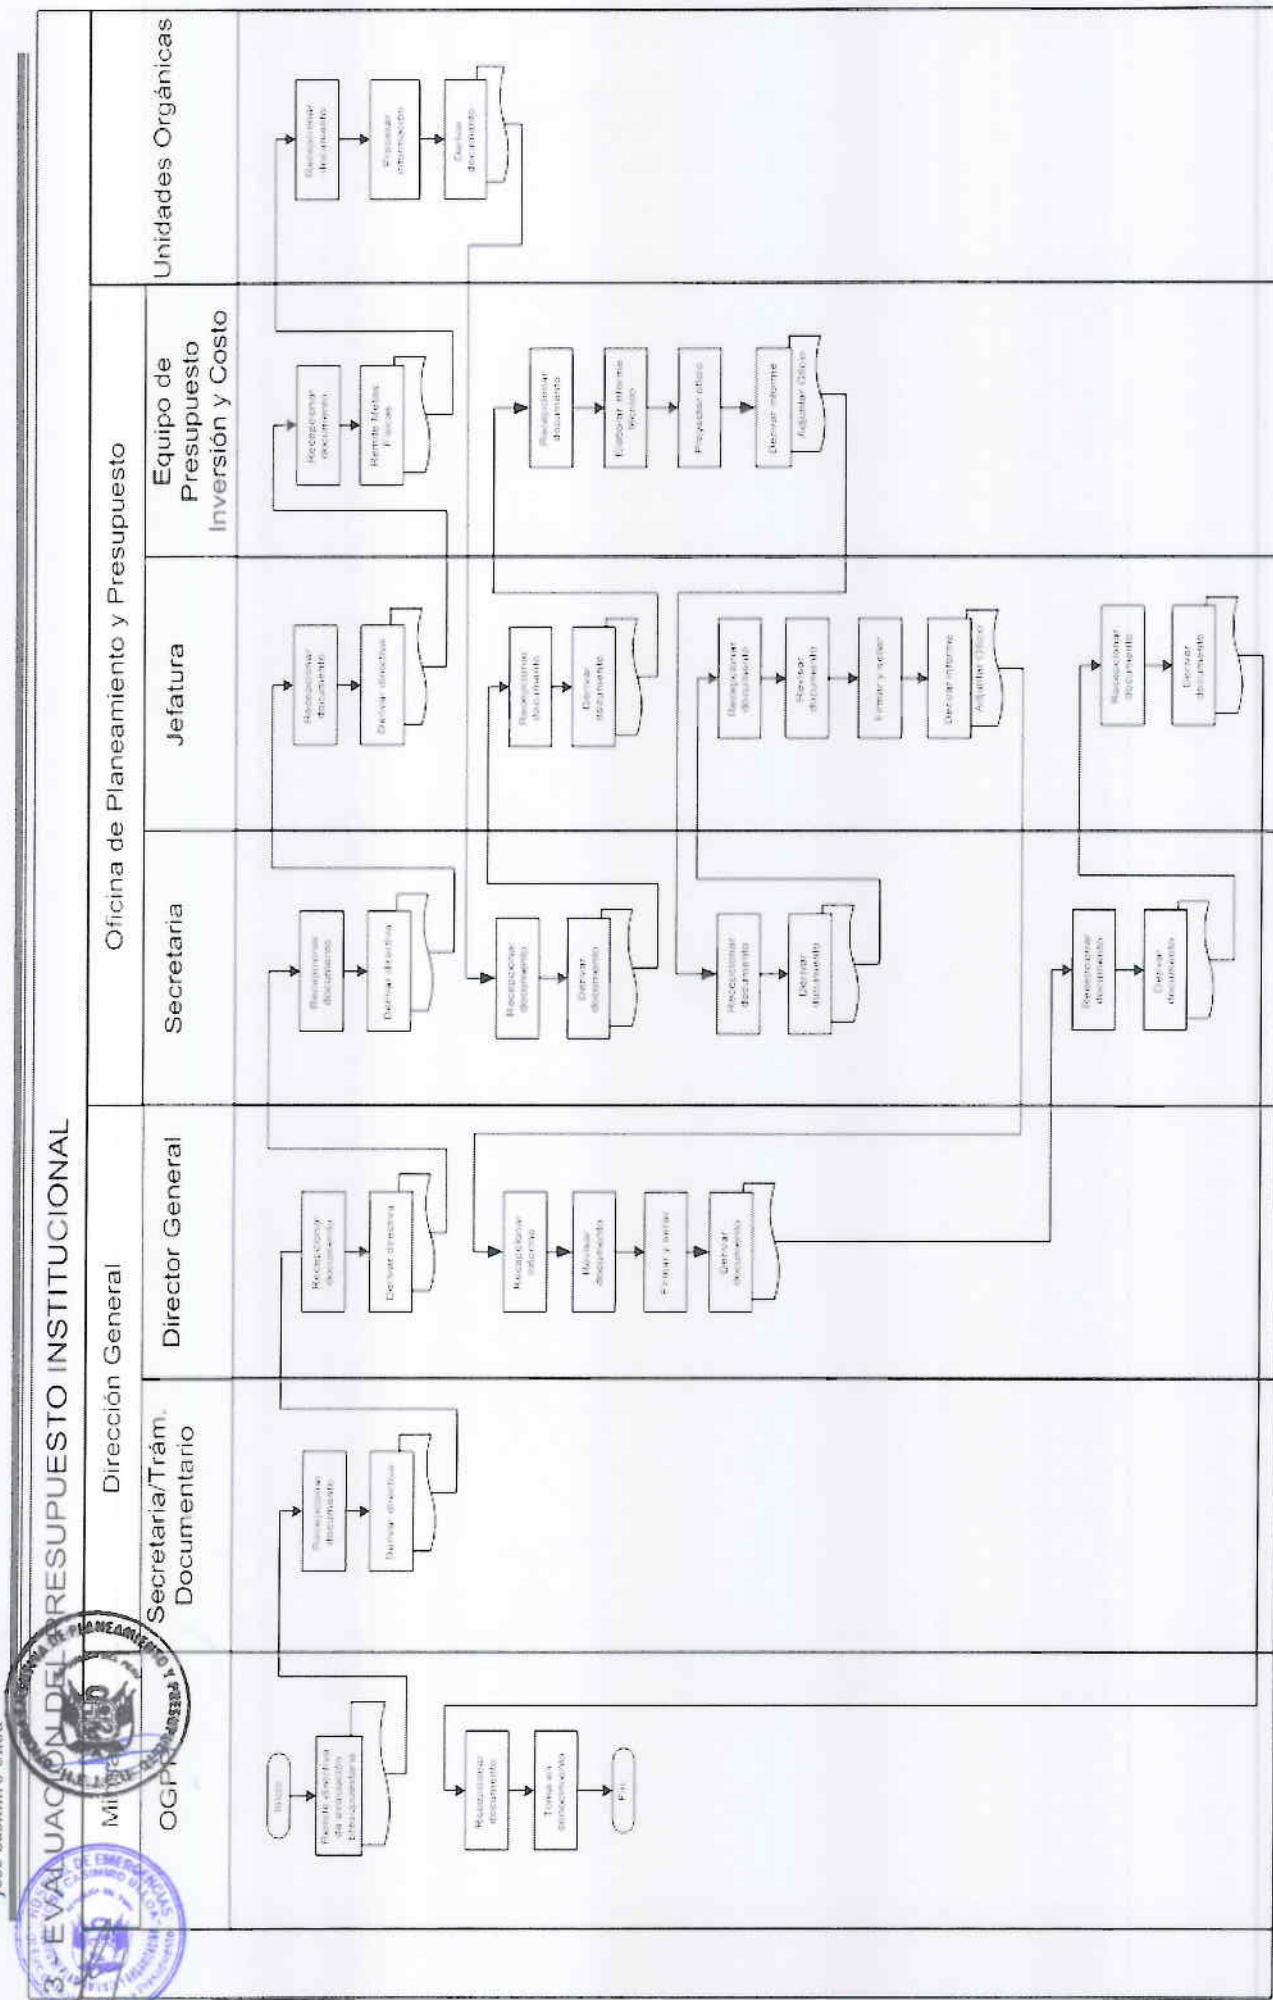 3.- EVALUACION DEL PRESUPUESTO INSTITUCIONAL
Dirección General
Oficina de Planeamiento y Presupuesto
Secretaria/Trám.
Documentario
Director General
Secretaria
Jefatura
Equipo de
Presupuesto
Inversión y Costo
Unidades Orgánicas
Inicio
Remite directiva
de evaluación
presupuestaria
Recepcionar
documento
Toma en
conocimiento
Fin
Recepcionar
documento
Derivar directiva
Recepcionar
documento
Derivar directiva
Recepcionar
informe
Revisar
documento
Firmar y sellar
Derivar
documento
Recepcionar
documento
Derivar directiva
Recepcionar
documento
Derivar
documento
Recepcionar
documento
Derivar
documento
Recepcionar
documento
Derivar
documento
Recepcionar
documento
Derivar directiva
Recepcionar
documento
Derivar
documento
Recepcionar
documento
Revisar
documento
Firmar y sellar
Derivar informe
Adjuntar Oficio
Recepcionar
documento
Derivar
documento
Recepcionar
documento
Remite Metas
Físicas
Recepcionar
documento
Elaborar informe
técnico
Proyectar oficio
Derivar informe
Adjuntar Oficio
Recepcionar
documento
Procesar
información
Derivar
documento